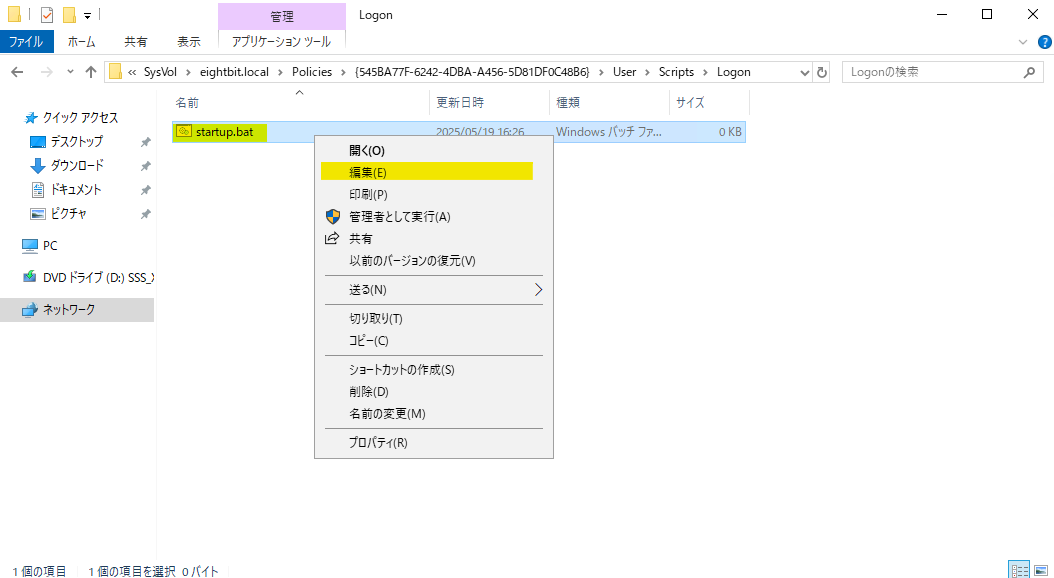 管理
Logon
ファイル
ホーム
共有
表示
アプリケーション ツール
« SysVol › eightbit.local › Policies › {545BA77F-6242-4DBA-A456-5D81DF0C48B6} › User › Scripts › Logon
Logonの検索
名前
更新日時
種類
サイズ
クイック アクセス
デスクトップ
ダウンロード
ドキュメント
ピクチャ
PC
DVD ドライブ (D:) SSS_X
ネットワーク
startup.bat
2025/05/19 16:26
Windows バッチ ファ...
0 KB
開く(O)
編集(E)
印刷(P)
管理者として実行(A)
共有
以前のバージョンの復元(V)
送る(N)
切り取り(T)
コピー(C)
ショートカットの作成(S)
削除(D)
名前の変更(M)
プロパティ(R)
1 個の項目
1 個の項目を選択 0 バイト